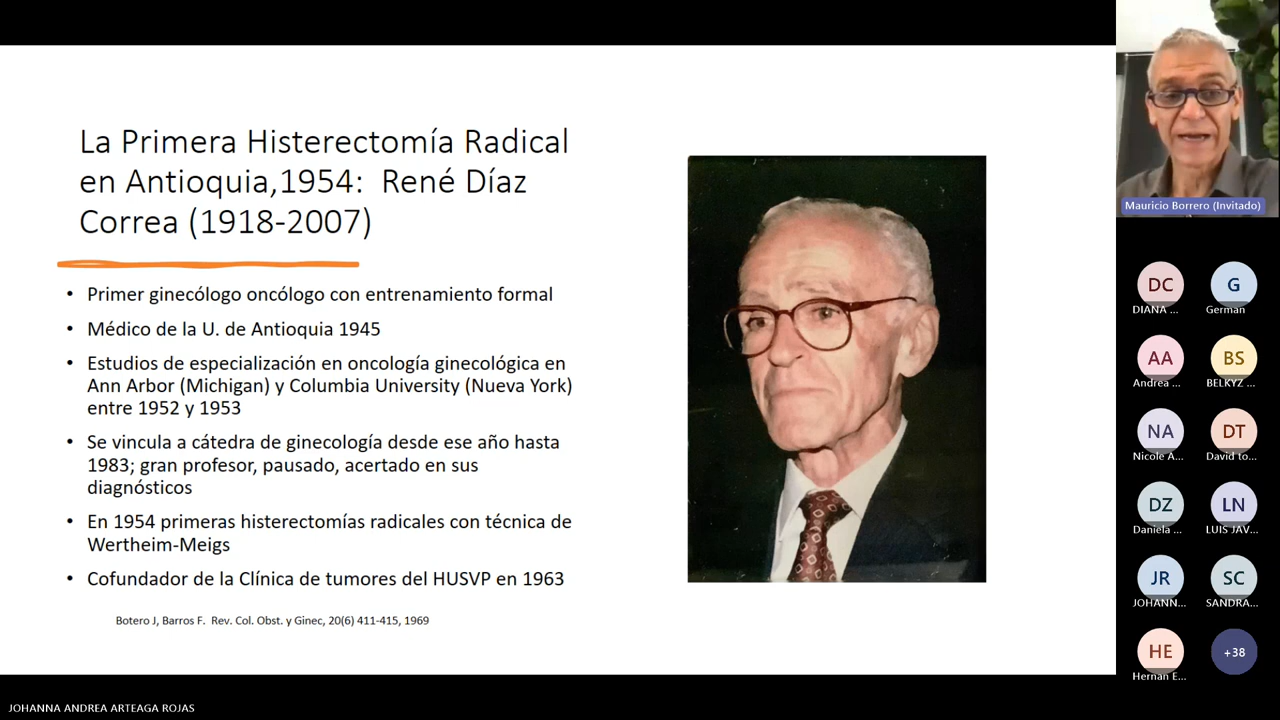 La Primera Histerectomía Radical
en Antioquia,1954:  René Díaz
Correa (1918-2007)
• Primer ginecólogo oncólogo con entrenamiento formal
• Médico de la U. de Antioquia 1945
• Estudios de especialización en oncología ginecológica en
Ann Arbor (Michigan) y Columbia University (Nueva York)
entre 1952 y 1953
• Se vincula a cátedra de ginecología desde ese año hasta
1983; gran profesor, pausado, acertado en sus
diagnósticos
• En 1954 primeras histerectomías radicales con técnica de
Wertheim-Meigs
• Cofundador de la Clínica de tumores del HUSVP en 1963
Botero J, Barros F.  Rev. Col. Obst. y Ginec, 20(6) 411-415, 1969
Mauricio Borrero (Invitado)
DC G
DIANA ... German
AA BS
Andrea ... BELKYZ ...
NA DT
Nicole A... David to...
DZ LN
Daniela ... LUIS JAV...
JR SC
JOHANN... SANDRA...
HE +38
Hernan E...
JOHANNA ANDREA ARTEAGA ROJAS